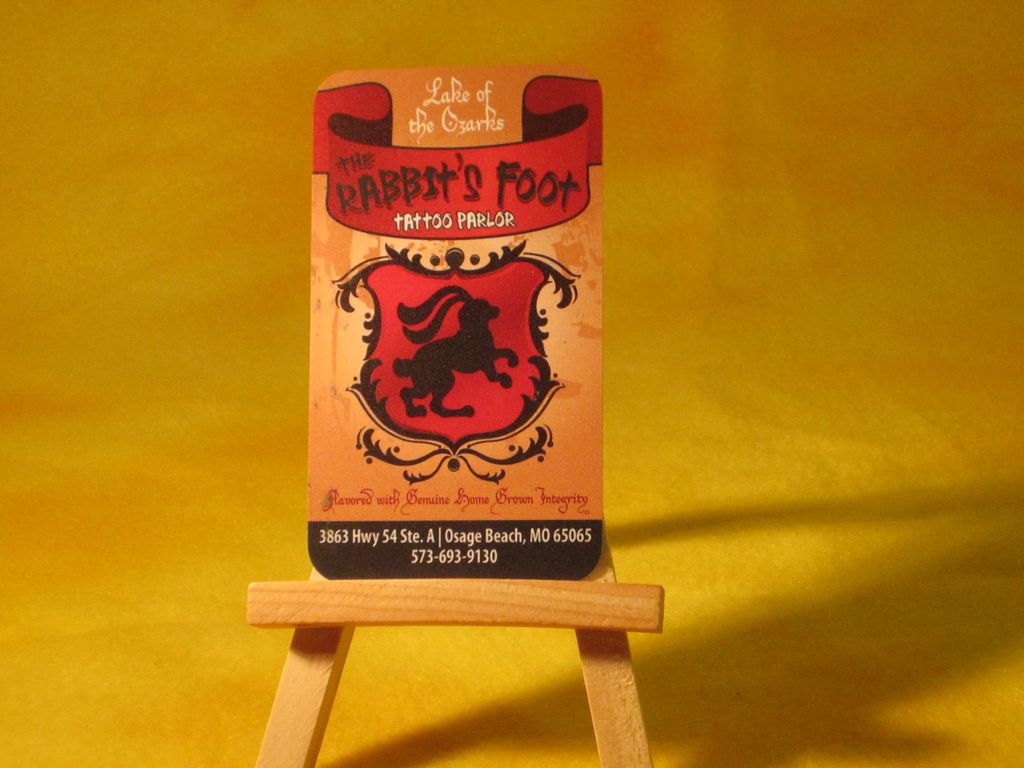 Lake of
the Ozarks
THE
RABBIT'S FOOT
TATTOO PARLOR
Flavored with Genuine Home Grown Integrity
3863 Hwy 54 Ste. A | Osage Beach, MO 65065
573-693-9130